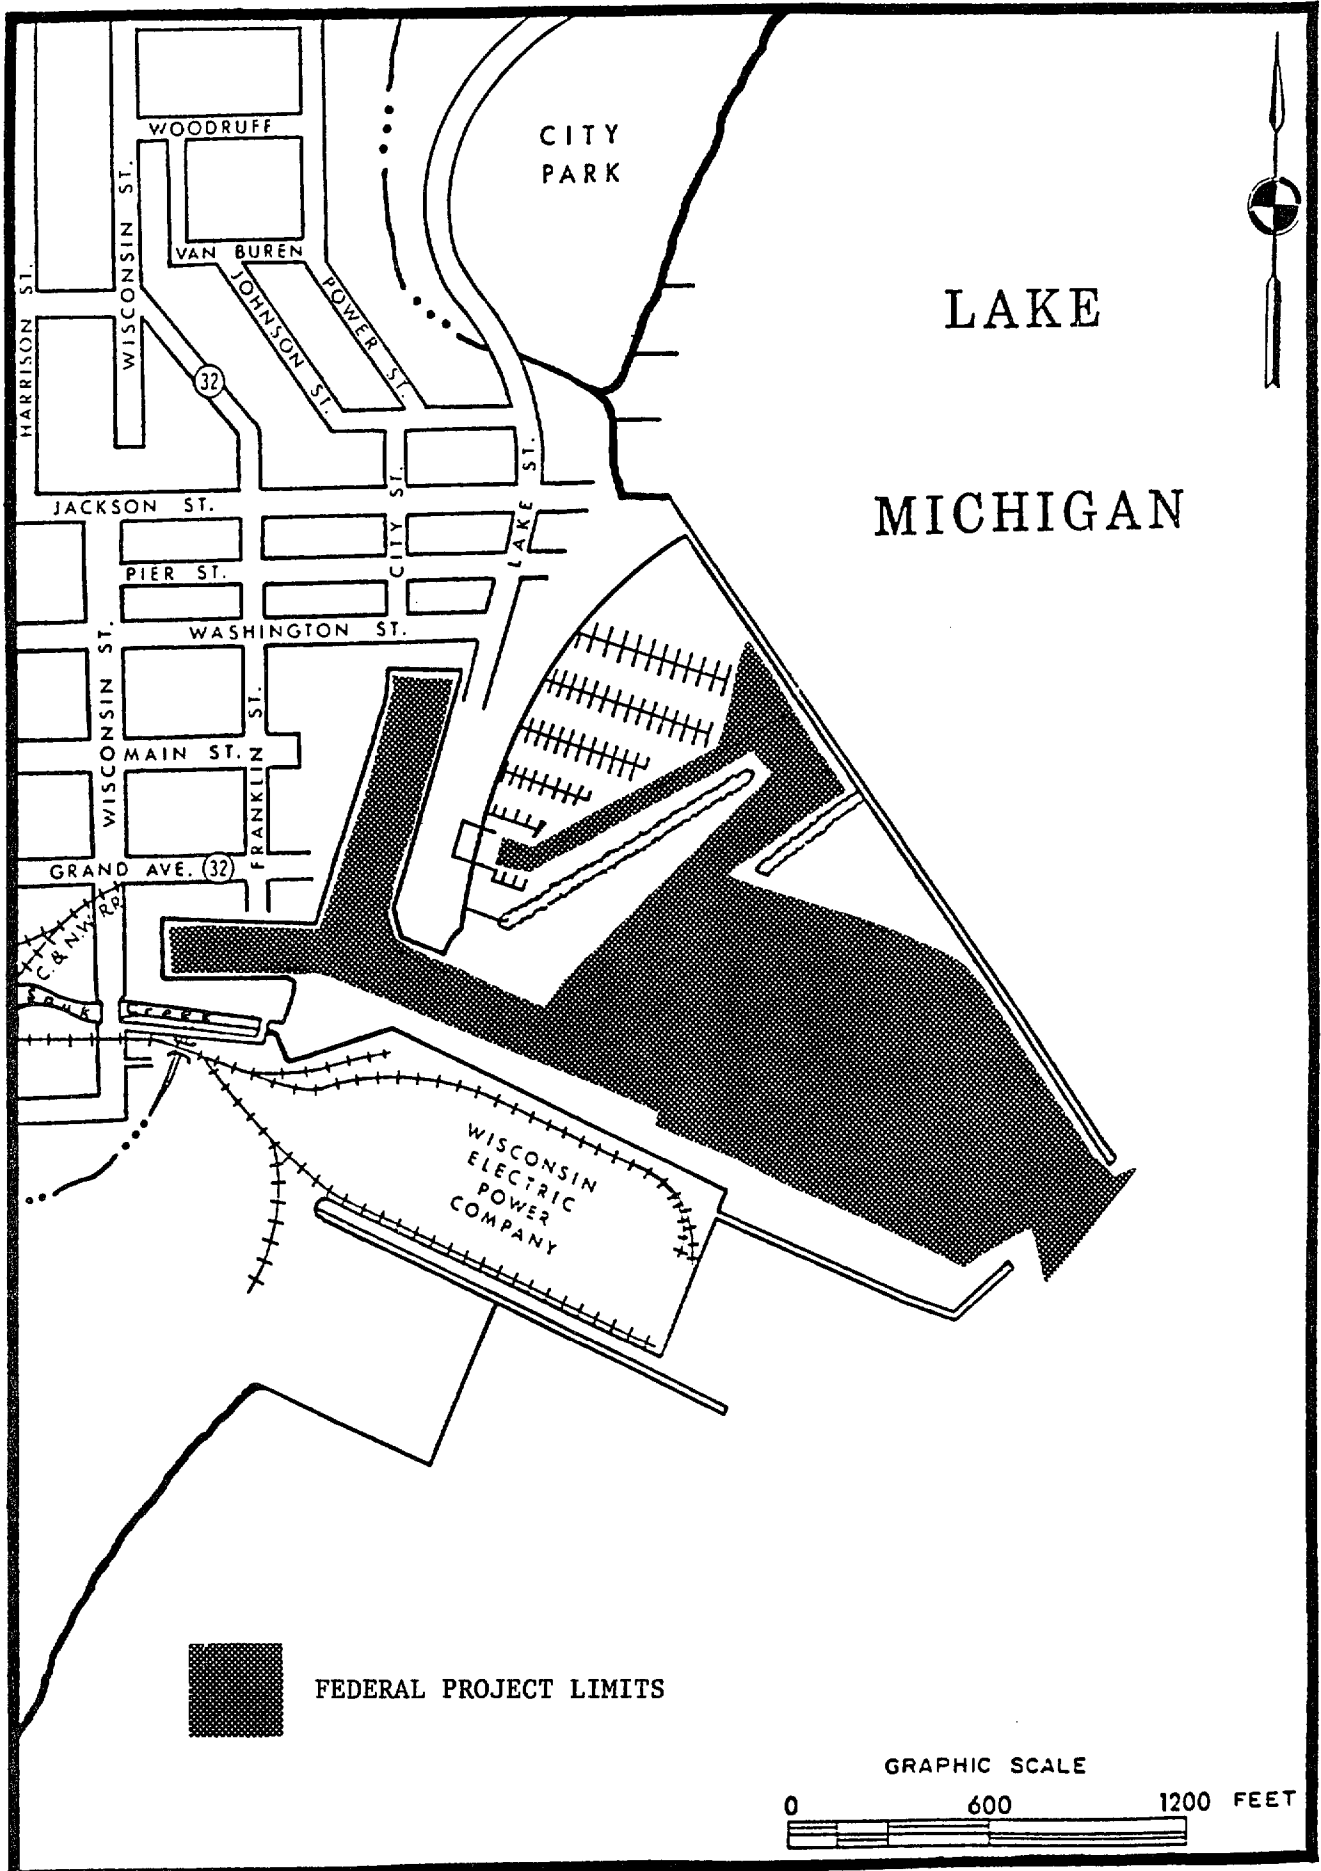 WOODRUFF
CITY
PARK
WISCONSIN ST.
VAN BUREN
HARRISON ST.
JOHNSON ST.
POWER ST.
LAKE
32
MICHIGAN
JACKSON ST.
CITY ST.
LAKE ST.
PIER ST.
WASHINGTON ST.
WISCONSIN ST.
MAIN ST.
FRANKLIN ST.
GRAND AVE. 32
C. & N.W. RR
Sauk Creek
WISCONSIN
ELECTRIC
POWER
COMPANY
FEDERAL PROJECT LIMITS
GRAPHIC SCALE
0 600 1200 FEET